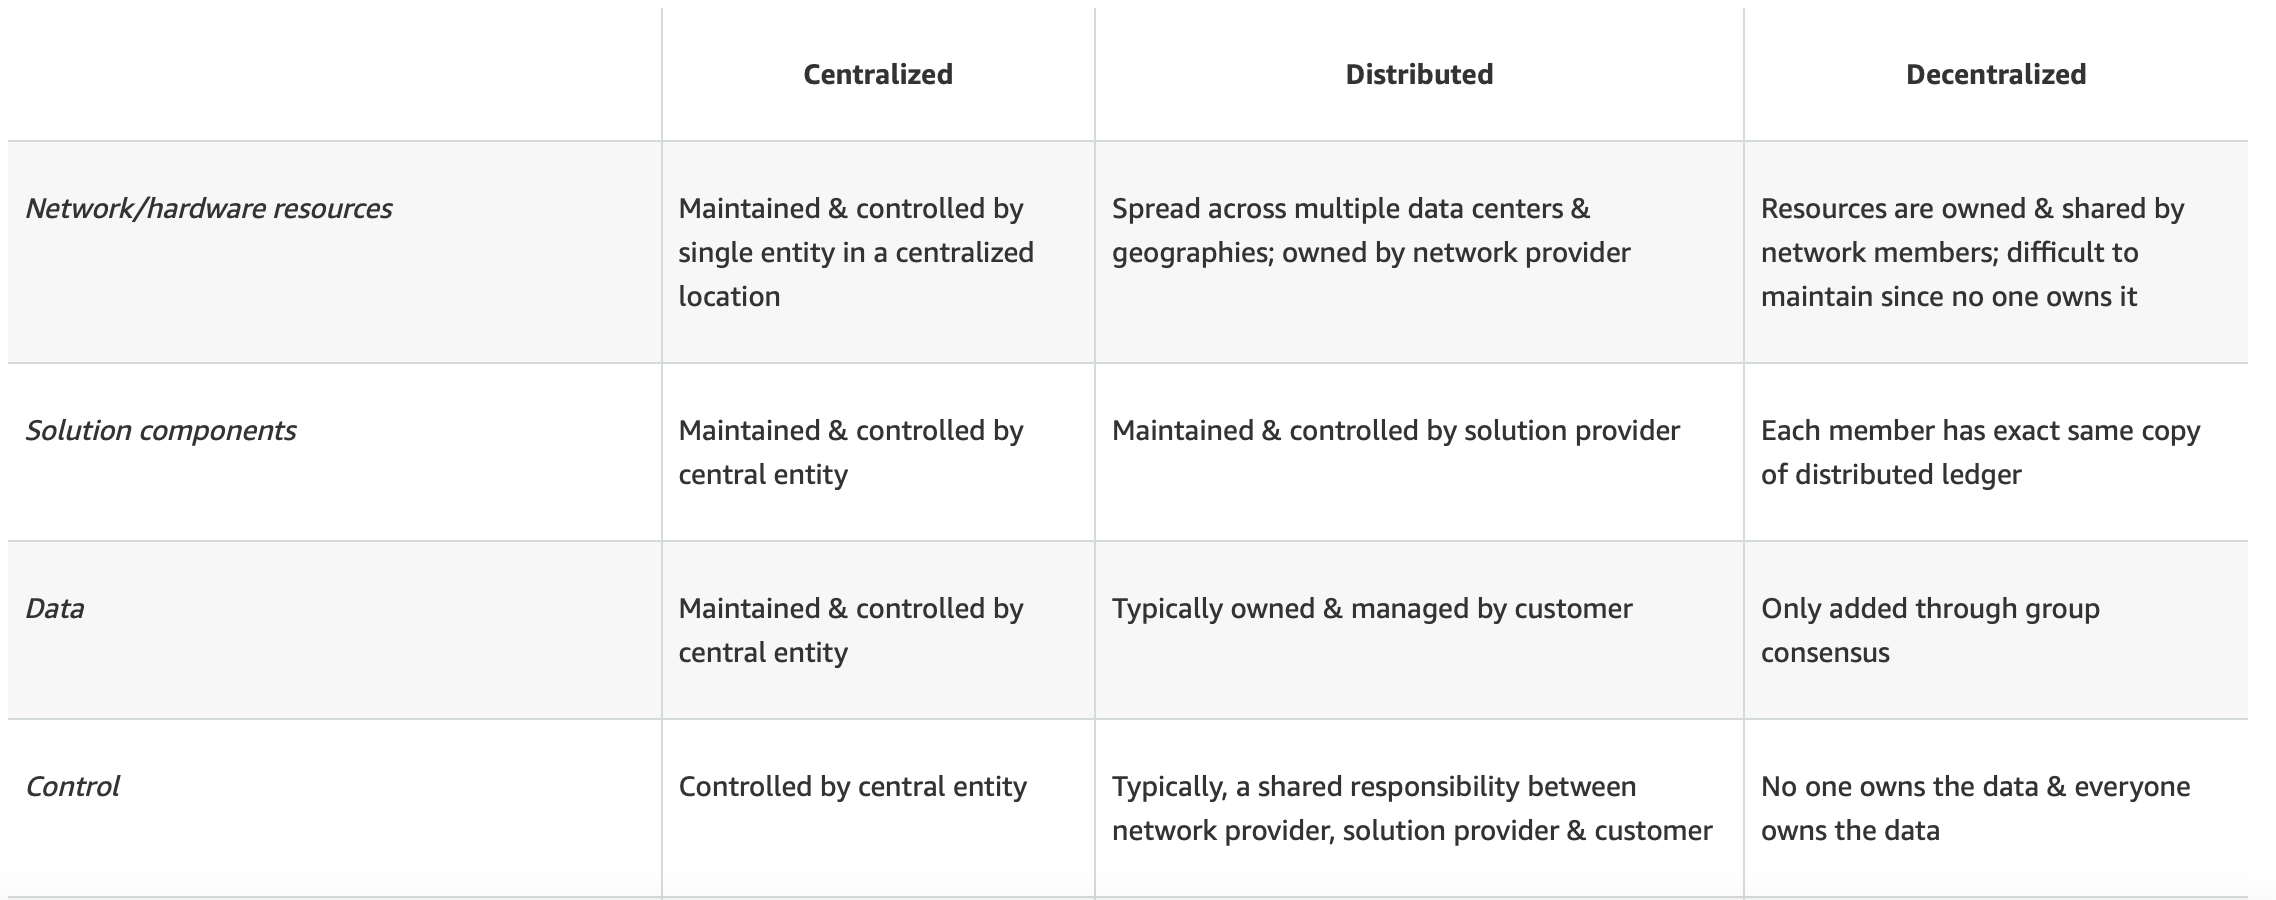 Centralized
Distributed
Decentralized
Network/hardware resources
Maintained & controlled by
single entity in a centralized
location
Spread across multiple data centers &
geographies; owned by network provider
Resources are owned & shared by
network members; difficult to
maintain since no one owns it
Solution components
Maintained & controlled by
central entity
Maintained & controlled by solution provider
Each member has exact same copy
of distributed ledger
Data
Maintained & controlled by
central entity
Typically owned & managed by customer
Only added through group
consensus
Control
Controlled by central entity
Typically, a shared responsibility between
network provider, solution provider & customer
No one owns the data & everyone
owns the data